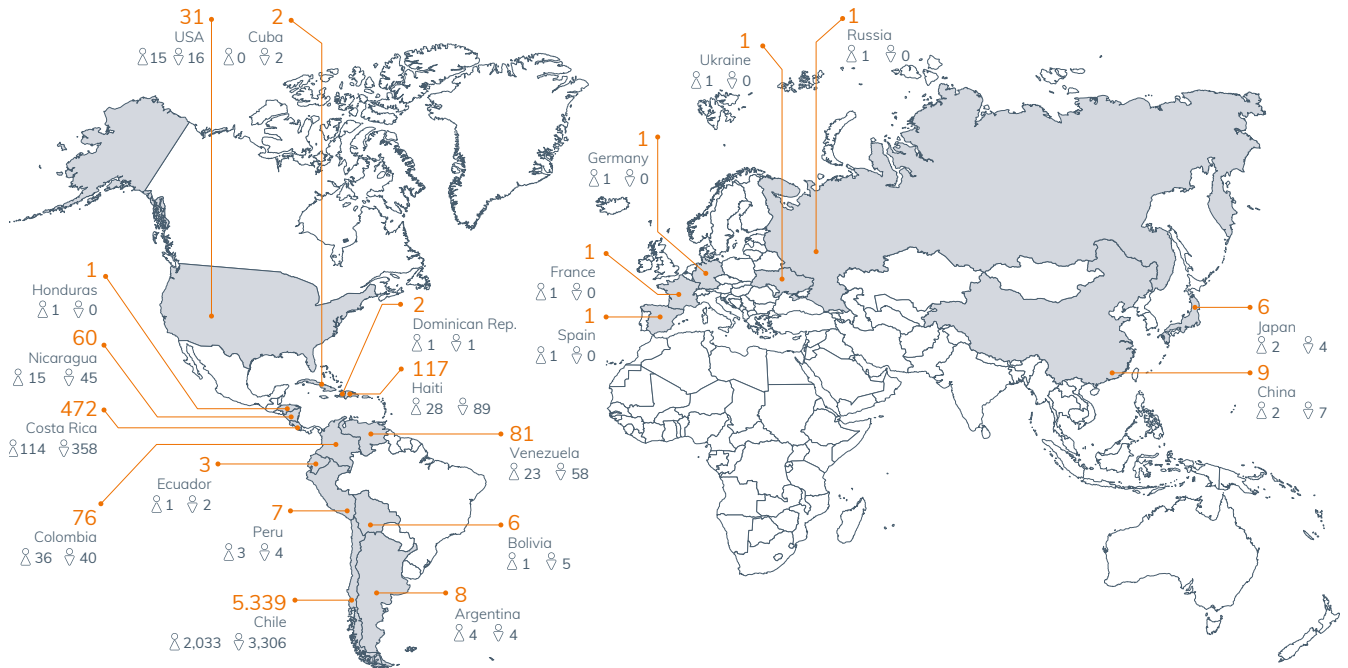 31
USA
15 16
2
Cuba
0 2
1
Ukraine
1 0
1
Russia
1 0
1
Germany
1 0
1
France
1 0
1
Spain
1 0
1
Honduras
1 0
60
Nicaragua
15 45
472
Costa Rica
114 358
2
Dominican Rep.
1 1
117
Haiti
28 89
81
Venezuela
23 58
3
Ecuador
1 2
76
Colombia
36 40
7
Peru
3 4
6
Bolivia
1 5
5.339
Chile
2,033 3,306
8
Argentina
4 4
6
Japan
2 4
9
China
2 7